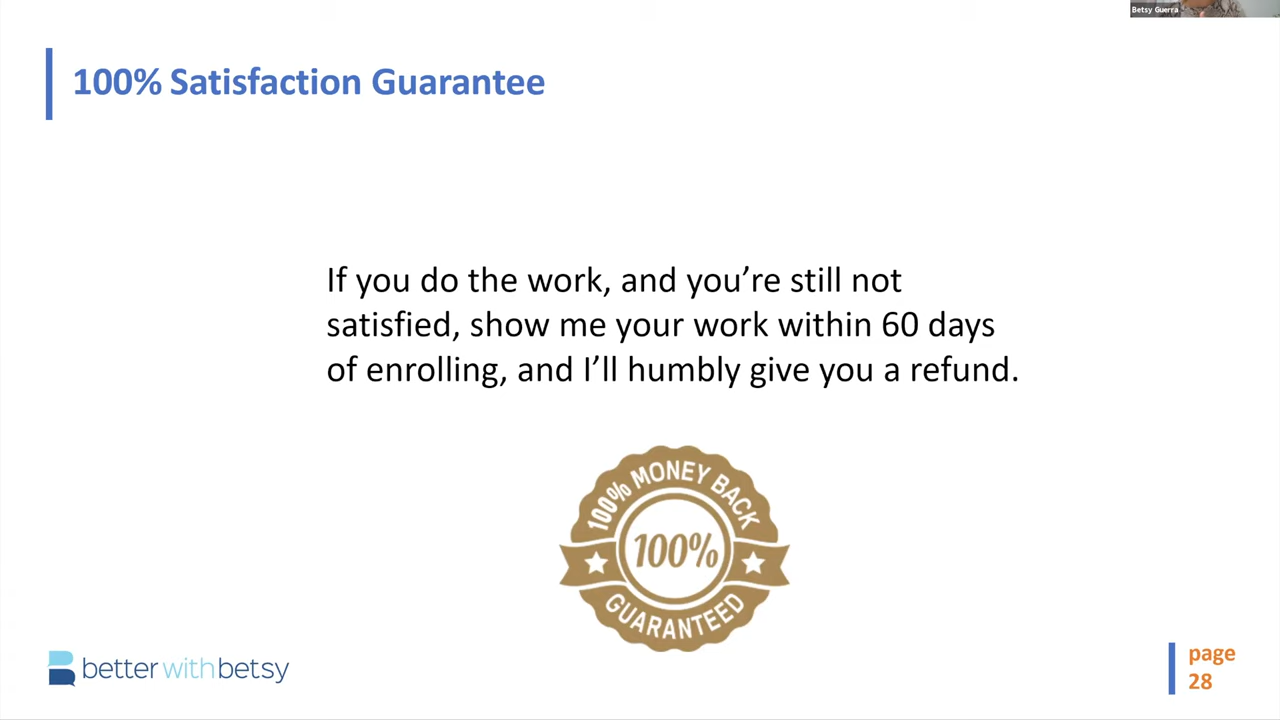 Betsy Guerra
100% Satisfaction Guarantee
If you do the work, and you’re still not
satisfied, show me your work within 60 days
of enrolling, and I’ll humbly give you a refund.
100% MONEY BACK
100%
GUARANTEED
better with betsy
page
28